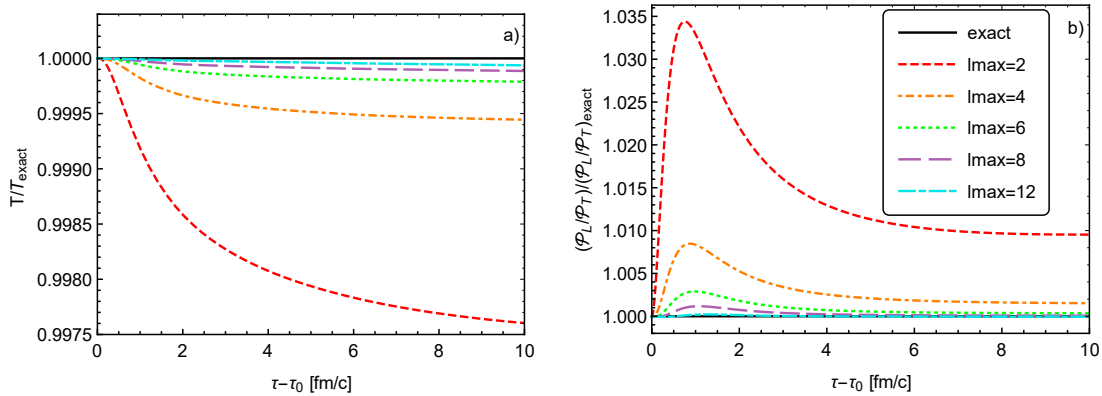 a)
1.0000
0.9995
0.9990
0.9985
0.9980
0.9975
T/T_exact
0 2 4 6 8 10
τ−τ₀ [fm/c]
b)
1.035
1.030
1.025
1.020
1.015
1.010
1.005
1.000
(𝒫_L/𝒫_T)/(𝒫_L/𝒫_T)_exact
exact
lmax=2
lmax=4
lmax=6
lmax=8
lmax=12
0 2 4 6 8 10
τ−τ₀ [fm/c]